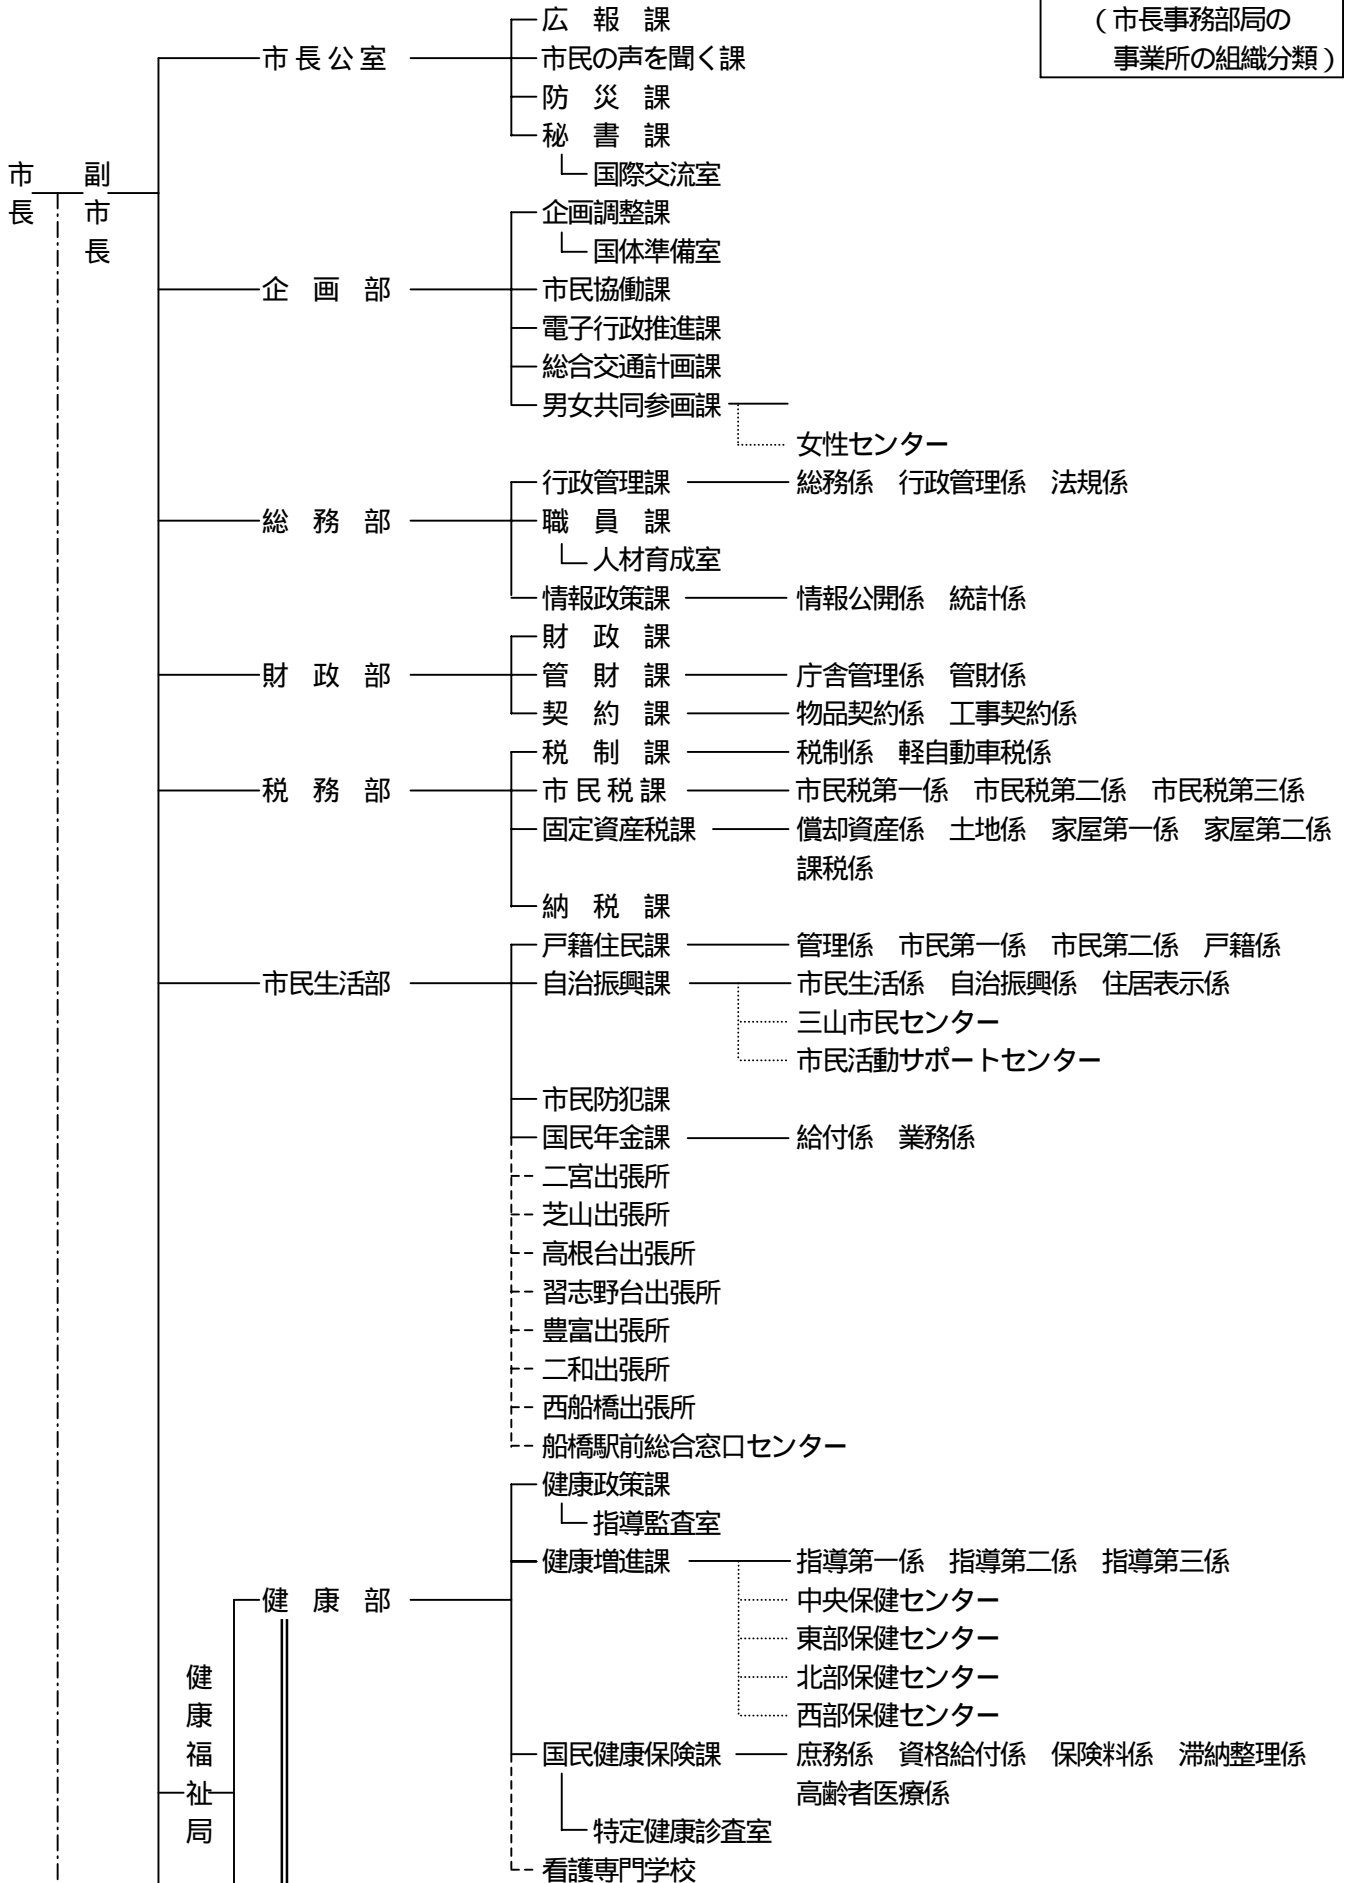 (市長事務部局の
事業所の組織分類)
広報課
市長公室 市民の声を聞く課
防災課
秘書課
国際交流室
市長 副市長
企画調整課
国体準備室
企画部 市民協働課
電子行政推進課
総合交通計画課
男女共同参画課
女性センター
行政管理課 総務係 行政管理係 法規係
総務部 職員課
人材育成室
情報政策課 情報公開係 統計係
財政課
財政部 管財課 庁舎管理係 管財係
契約課 物品契約係 工事契約係
税制課 税制係 軽自動車税係
税務部 市民税課 市民税第一係 市民税第二係 市民税第三係
固定資産税課 償却資産係 土地係 家屋第一係 家屋第二係
課税係
納税課
戸籍住民課 管理係 市民第一係 市民第二係 戸籍係
市民生活部 自治振興課 市民生活係 自治振興係 住居表示係
三山市民センター
市民活動サポートセンター
市民防犯課
国民年金課 給付係 業務係
二宮出張所
芝山出張所
高根台出張所
習志野台出張所
豊富出張所
二和出張所
西船橋出張所
船橋駅前総合窓口センター
健康政策課
指導監査室
健康増進課 指導第一係 指導第二係 指導第三係
健康部 中央保健センター
東部保健センター
北部保健センター
西部保健センター
健康福祉局
国民健康保険課 庶務係 資格給付係 保険料係 滞納整理係
高齢者医療係
特定健康診査室
看護専門学校